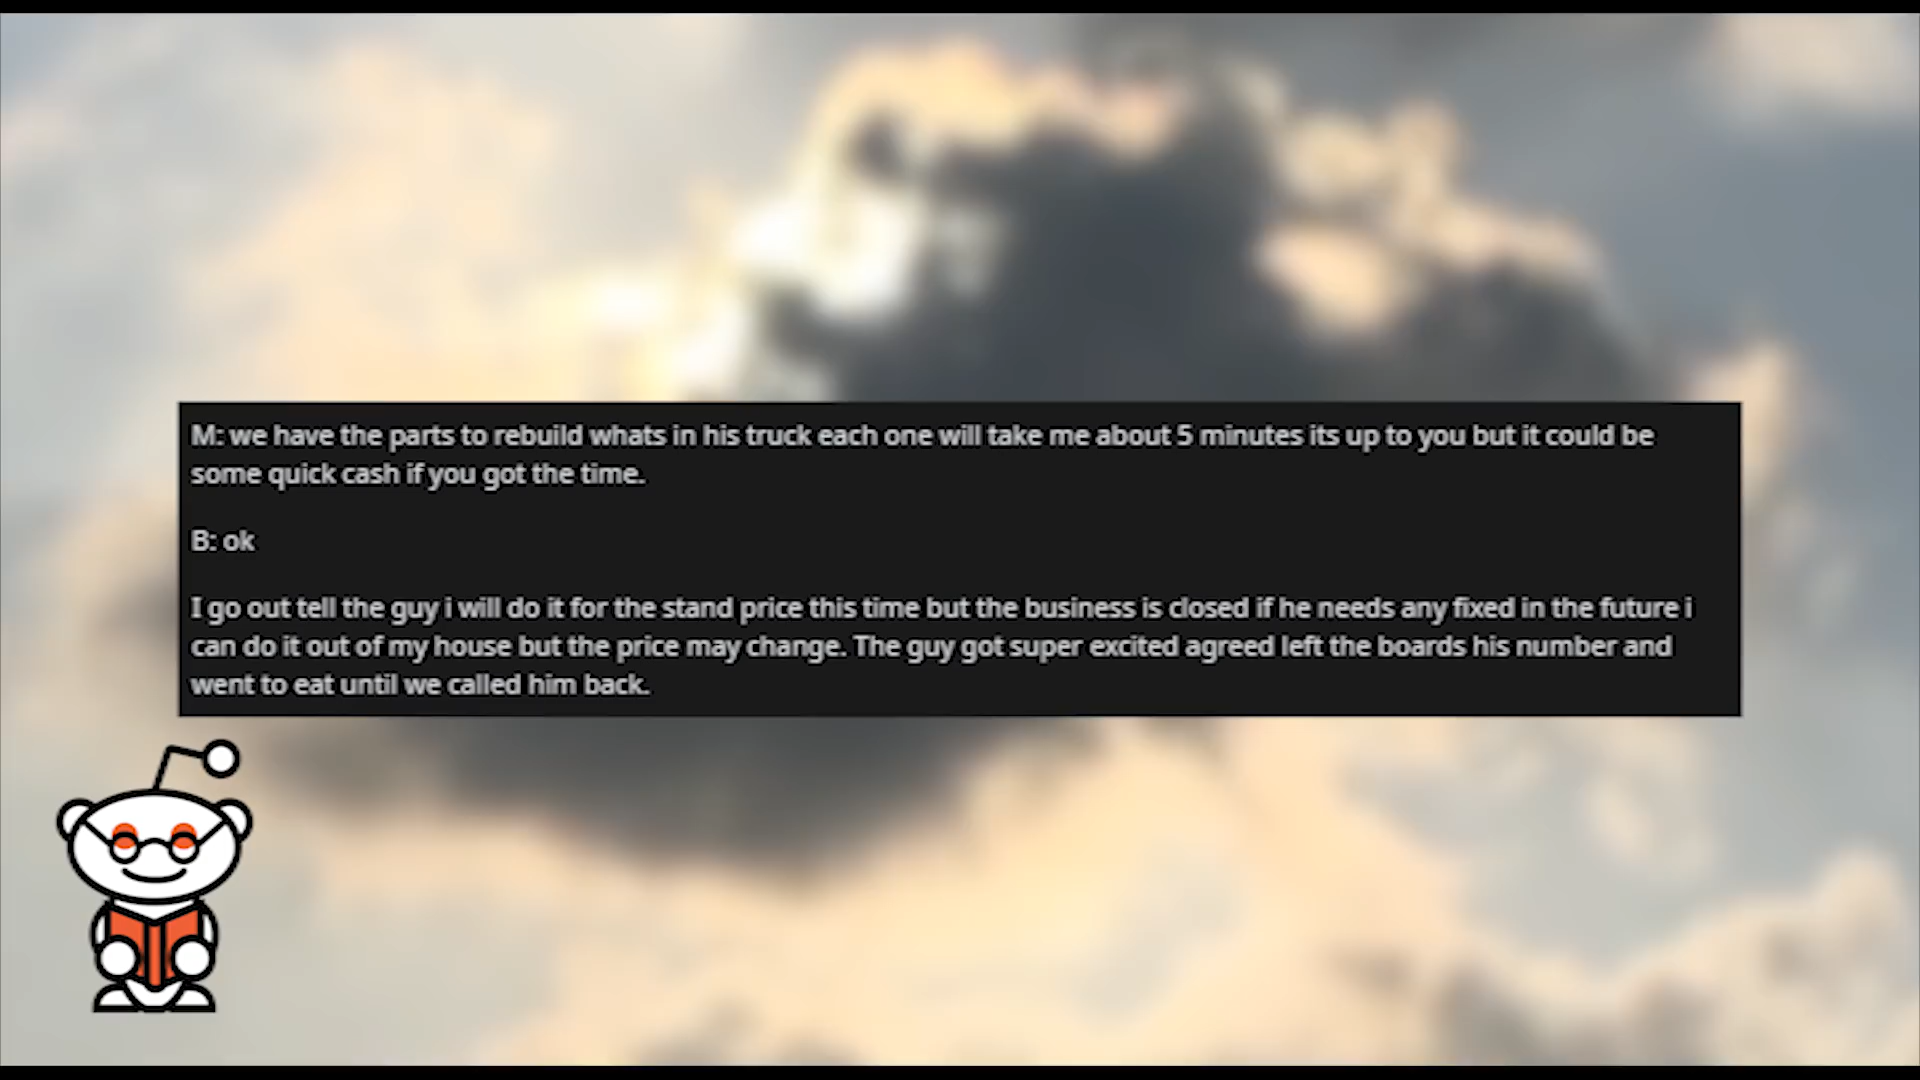 M: we have the parts to rebuild whats in his truck each one will take me about 5 minutes its up to you but it could be
some quick cash if you got the time.
B: ok
I go out tell the guy i will do it for the stand price this time but the business is closed if he needs any fixed in the future i
can do it out of my house but the price may change. The guy got super excited agreed left the boards his number and
went to eat until we called him back.